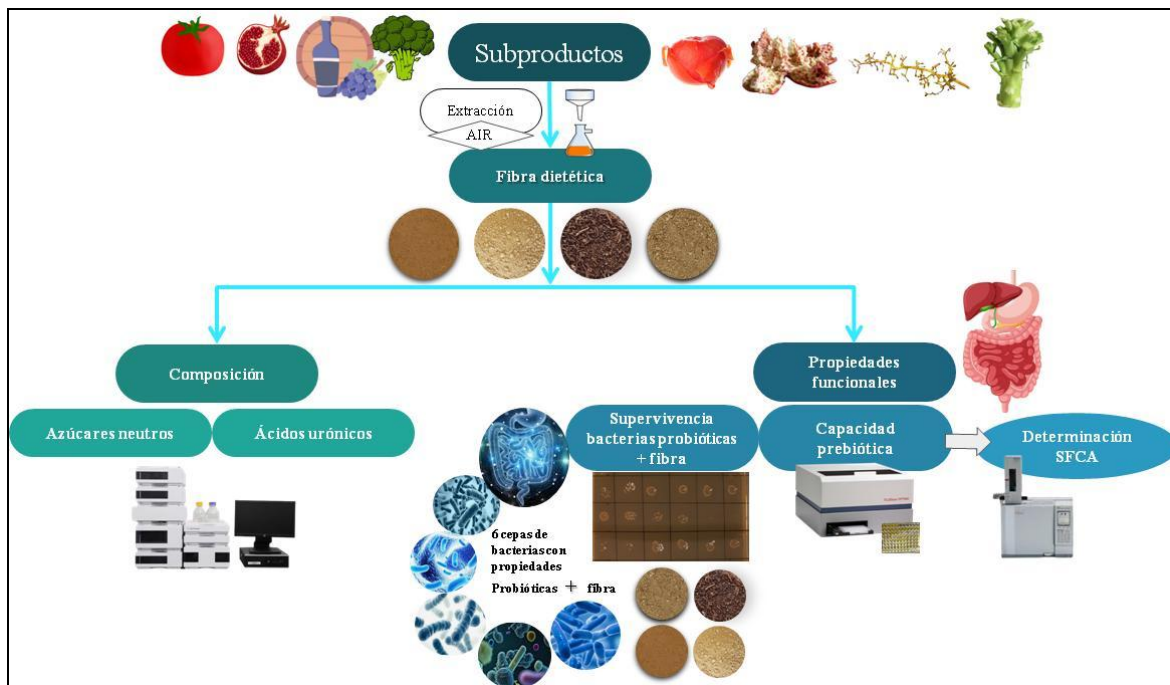 Subproductos
Extracción
AIR
Fibra dietética
Composición
Azúcares neutros
Ácidos urónicos
Propiedades
funcionales
Supervivencia
bacterias probióticas
+ fibra
Capacidad
prebiótica
Determinación
SFCA
6 cepas de
bacterias con
propiedades
Probióticas + fibra